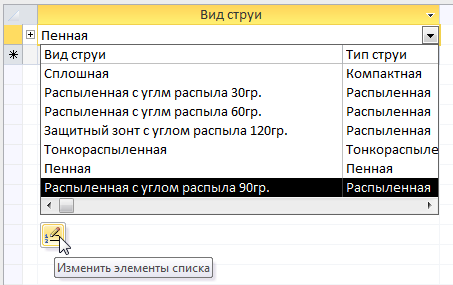 Вид струи
Пенная
Вид струи Тип струи
Сплошная Компактная
Распыленная с углм распыла 30гр. Распыленная
Распыленная с углм распыла 60гр. Распыленная
Защитный зонт с углом распыла 120гр. Распыленная
Тонкораспыленная Тонкораспыле
Пенная Пенная
Распыленная с углом распыла 90гр. Распыленная
Изменить элементы списка